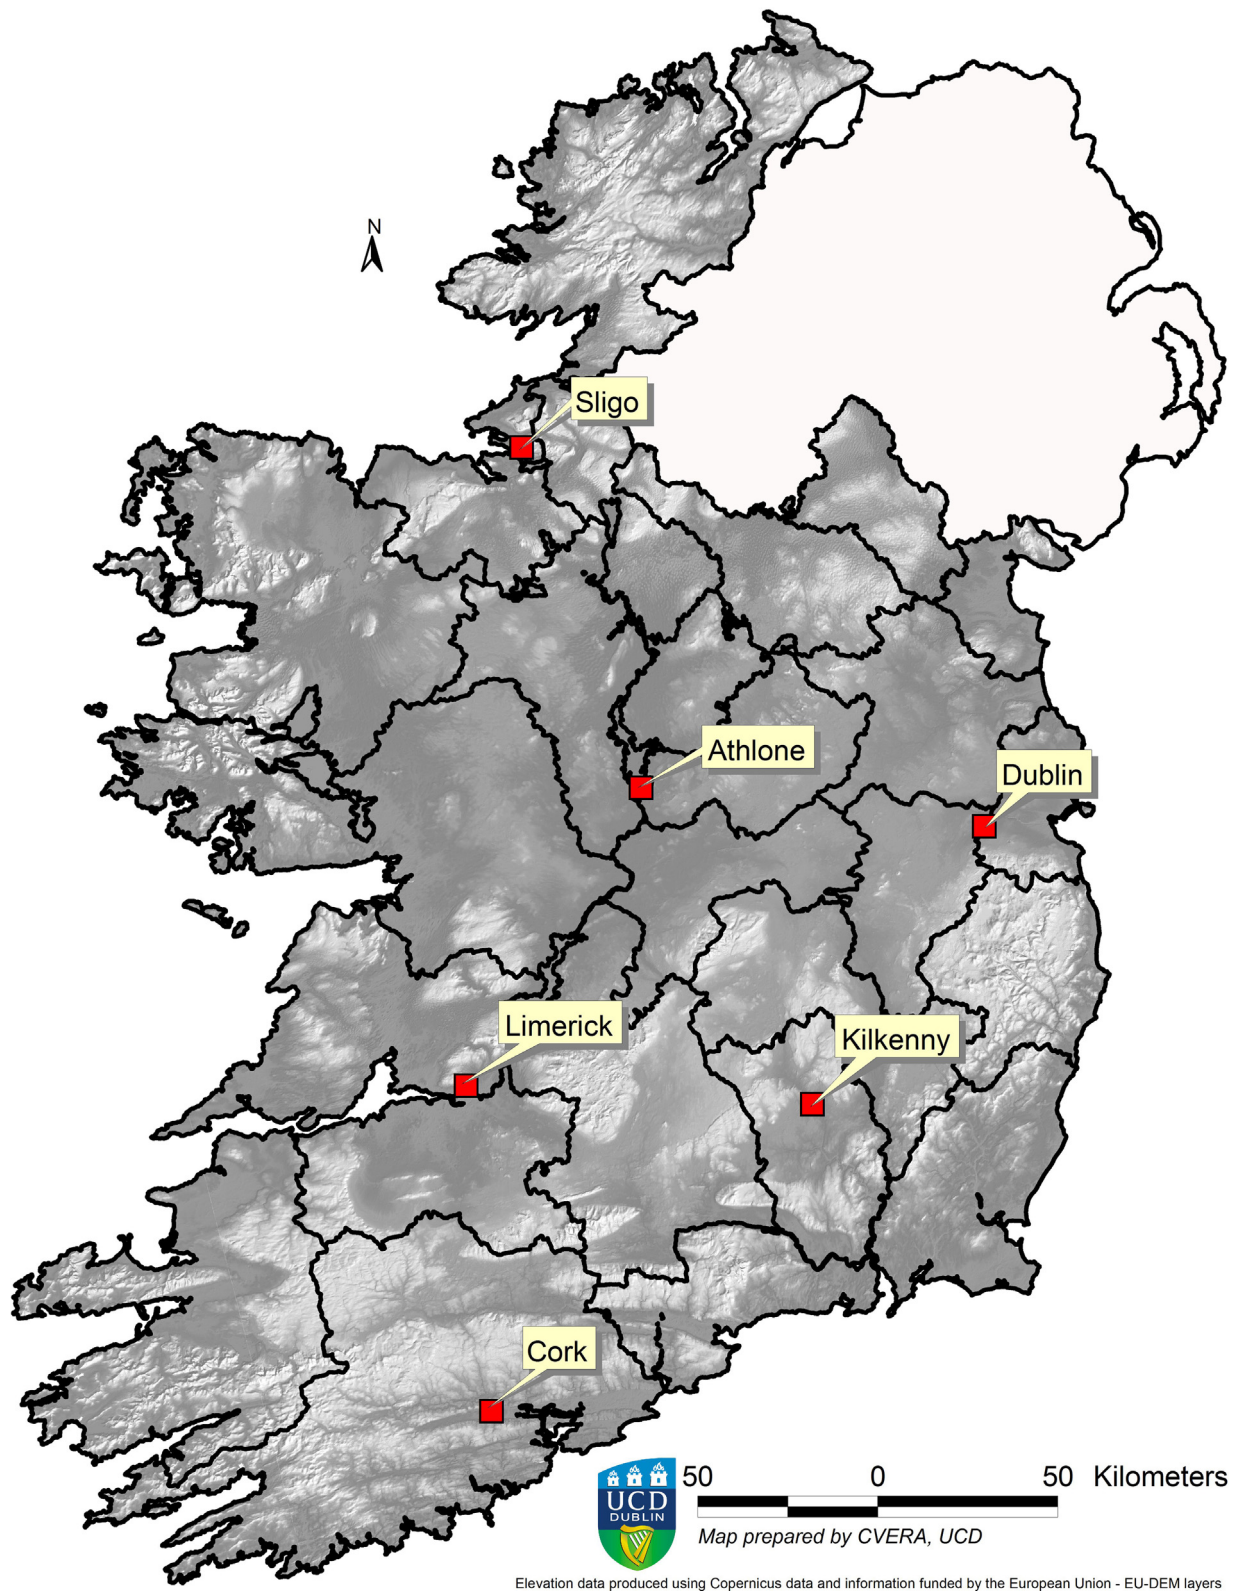 N
Sligo
Athlone
Dublin
Limerick
Kilkenny
Cork
50 0 50 Kilometers
UCD
DUBLIN
Map prepared by CVERA, UCD
Elevation data produced using Copernicus data and information funded by the European Union - EU-DEM layers